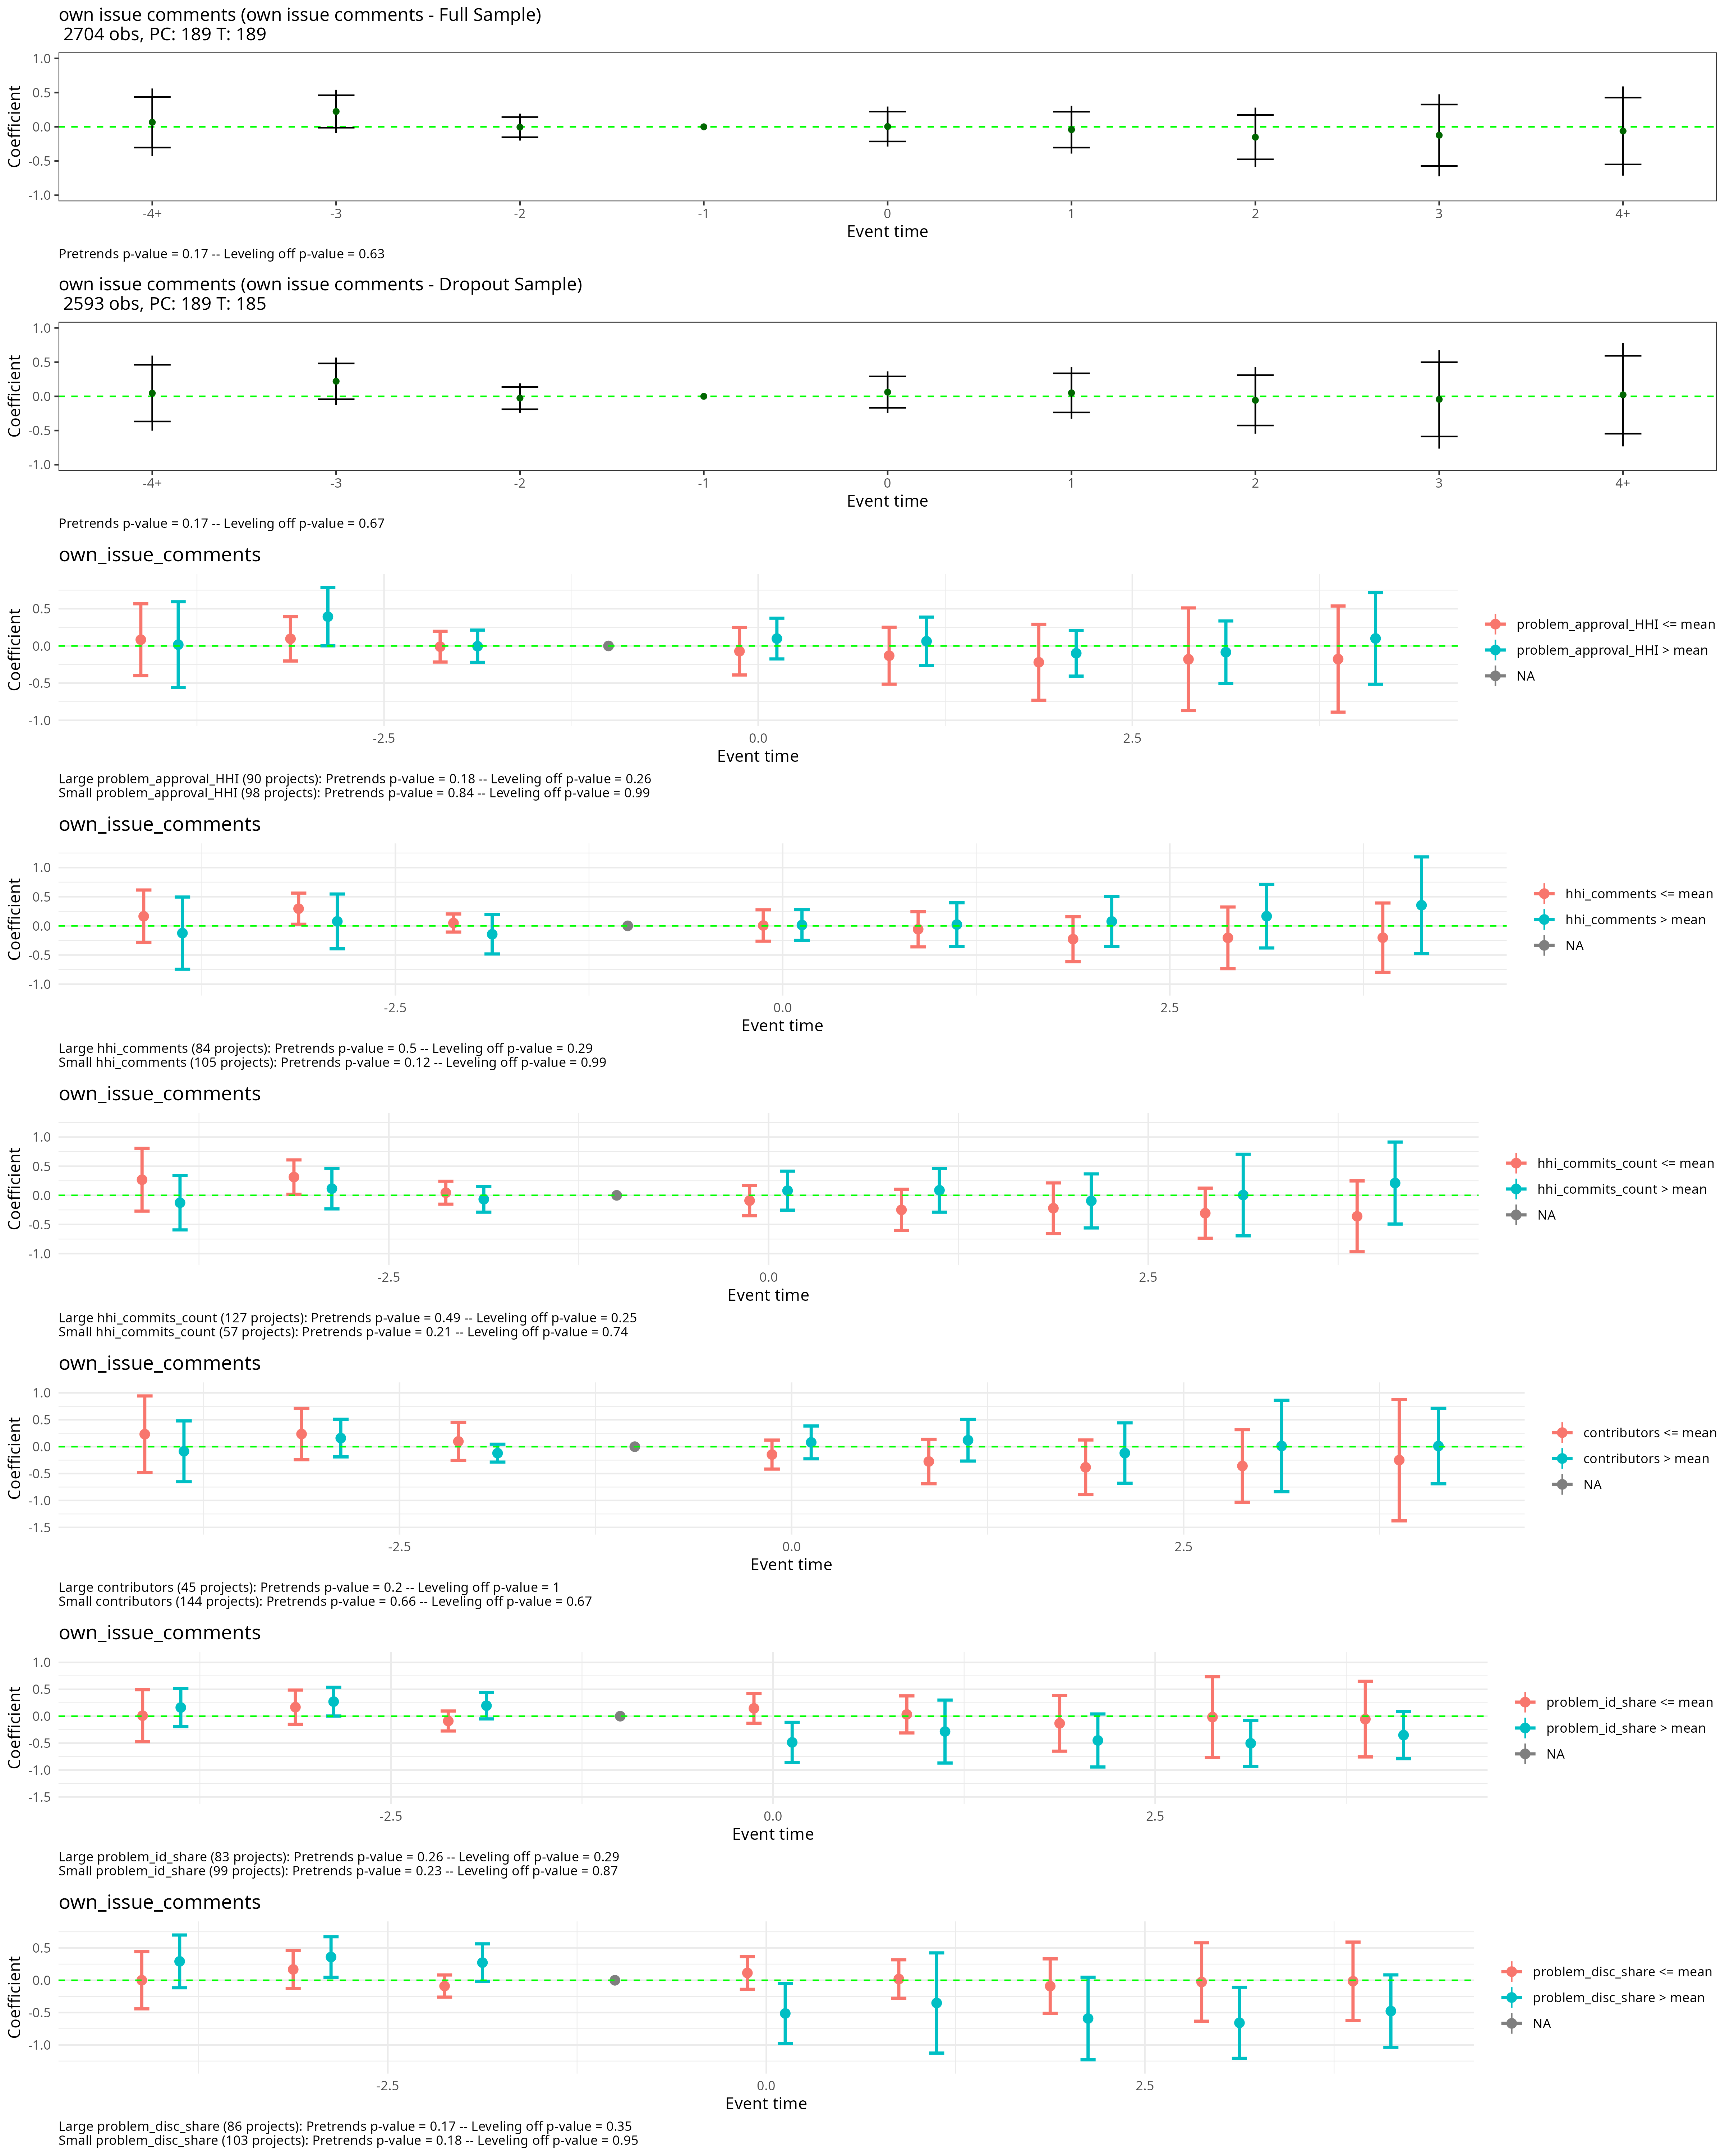 own issue comments (own issue comments - Full Sample)
2704 obs, PC: 189 T: 189
Coefficient
1.0
0.5
0.0
-0.5
-1.0
-4+ -3 -2 -1 0 1 2 3 4+
Event time
Pretrends p-value = 0.17 -- Leveling off p-value = 0.63
own issue comments (own issue comments - Dropout Sample)
2593 obs, PC: 189 T: 185
Coefficient
1.0
0.5
0.0
-0.5
-1.0
-4+ -3 -2 -1 0 1 2 3 4+
Event time
Pretrends p-value = 0.17 -- Leveling off p-value = 0.67
own_issue_comments
Coefficient
0.5
0.0
-0.5
-1.0
-2.5 0.0 2.5
Event time
problem_approval_HHI <= mean
problem_approval_HHI > mean
NA
Large problem_approval_HHI (90 projects): Pretrends p-value = 0.18 -- Leveling off p-value = 0.26
Small problem_approval_HHI (98 projects): Pretrends p-value = 0.84 -- Leveling off p-value = 0.99
own_issue_comments
Coefficient
1.0
0.5
0.0
-0.5
-1.0
-2.5 0.0 2.5
Event time
hhi_comments <= mean
hhi_comments > mean
NA
Large hhi_comments (84 projects): Pretrends p-value = 0.5 -- Leveling off p-value = 0.29
Small hhi_comments (105 projects): Pretrends p-value = 0.12 -- Leveling off p-value = 0.99
own_issue_comments
Coefficient
1.0
0.5
0.0
-0.5
-1.0
-2.5 0.0 2.5
Event time
hhi_commits_count <= mean
hhi_commits_count > mean
NA
Large hhi_commits_count (127 projects): Pretrends p-value = 0.49 -- Leveling off p-value = 0.25
Small hhi_commits_count (57 projects): Pretrends p-value = 0.21 -- Leveling off p-value = 0.74
own_issue_comments
Coefficient
1.0
0.5
0.0
-0.5
-1.0
-1.5
-2.5 0.0 2.5
Event time
contributors <= mean
contributors > mean
NA
Large contributors (45 projects): Pretrends p-value = 0.2 -- Leveling off p-value = 1
Small contributors (144 projects): Pretrends p-value = 0.66 -- Leveling off p-value = 0.67
own_issue_comments
Coefficient
1.0
0.5
0.0
-0.5
-1.0
-1.5
-2.5 0.0 2.5
Event time
problem_id_share <= mean
problem_id_share > mean
NA
Large problem_id_share (83 projects): Pretrends p-value = 0.26 -- Leveling off p-value = 0.29
Small problem_id_share (99 projects): Pretrends p-value = 0.23 -- Leveling off p-value = 0.87
own_issue_comments
Coefficient
0.5
0.0
-0.5
-1.0
-2.5 0.0 2.5
Event time
problem_disc_share <= mean
problem_disc_share > mean
NA
Large problem_disc_share (86 projects): Pretrends p-value = 0.17 -- Leveling off p-value = 0.35
Small problem_disc_share (103 projects): Pretrends p-value = 0.18 -- Leveling off p-value = 0.95